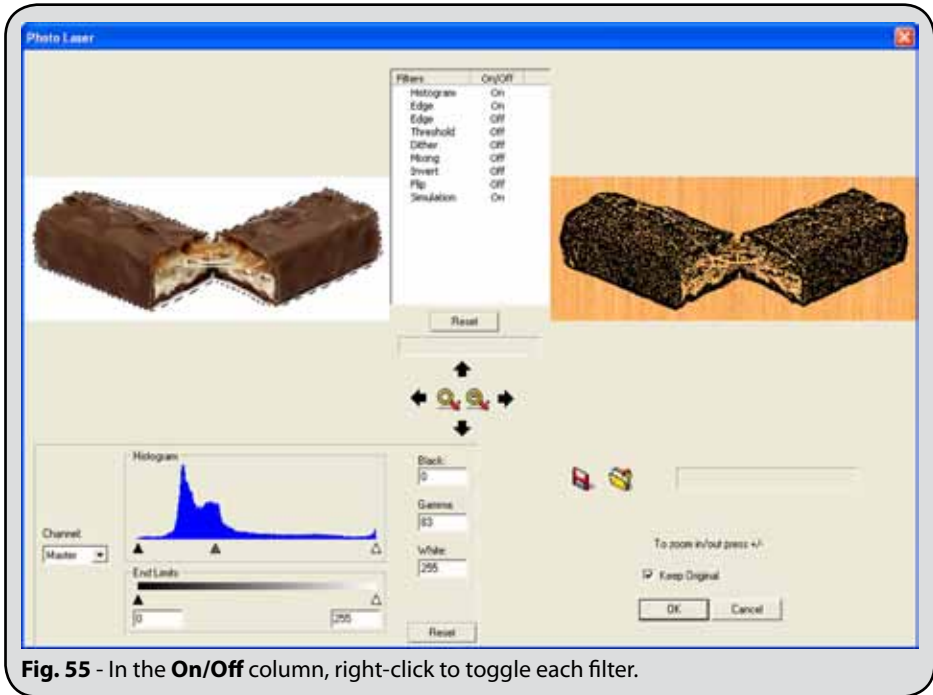 Photo Laser
Filters On/Off
Histogram On
Edge On
Edge Off
Threshold Off
Dither Off
Mixing Off
Invert Off
Flip Off
Simulation On
Reset
Histogram
Channel:
Master
End Limits
0 255
Black:
0
Gamma:
83
White:
255
Reset
To zoom in/out press +/-
Keep Original
OK Cancel
Fig. 55 - In the On/Off column, right-click to toggle each filter.